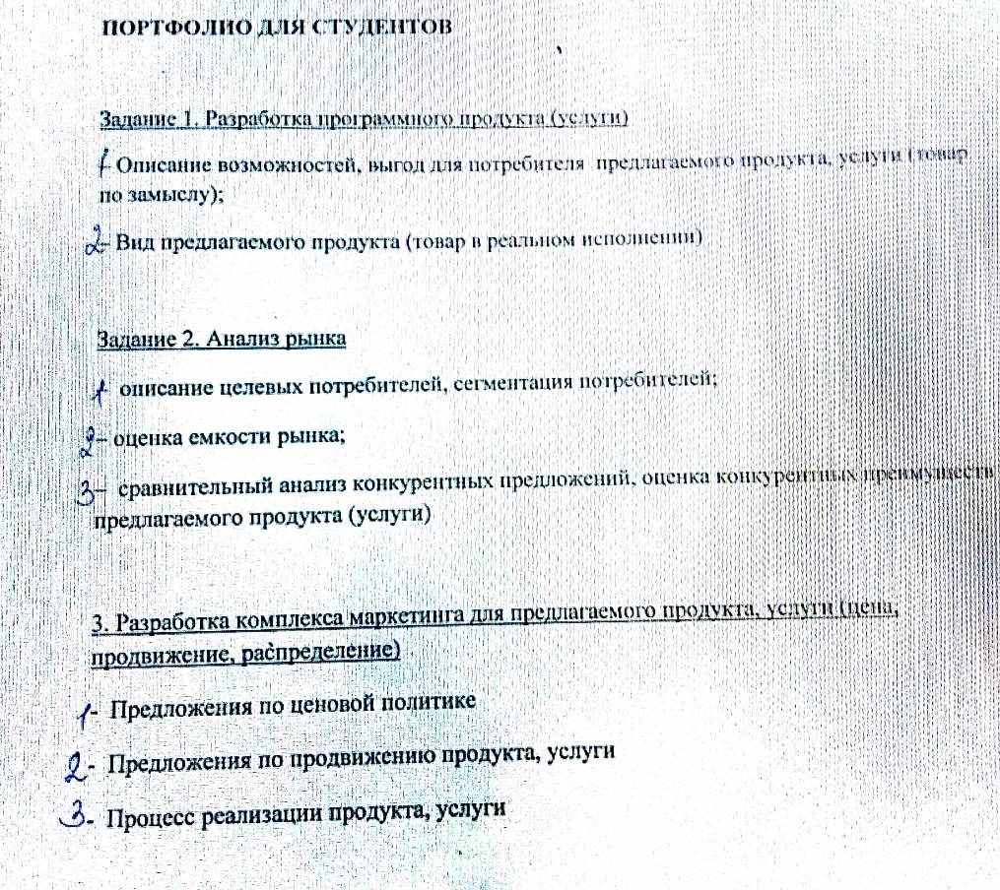 ПОРТФОЛИО ДЛЯ СТУДЕНТОВ
Задание 1. Разработка программного продукта (услуги)
1- Описание возможностей, выгод для потребителя предлагаемого продукта, услуги (товар
по замыслу);
2- Вид предлагаемого продукта (товар в реальном исполнении)
Задание 2. Анализ рынка
1 описание целевых потребителей, сегментация потребителей;
2– оценка емкости рынка;
3– сравнительный анализ конкурентных предложений, оценка конкурентных преимуществ
предлагаемого продукта (услуги)
3. Разработка комплекса маркетинга для предлагаемого продукта, услуги (цена,
продвижение, распределение)
1- Предложения по ценовой политике
2- Предложения по продвижению продукта, услуги
3- Процесс реализации продукта, услуги